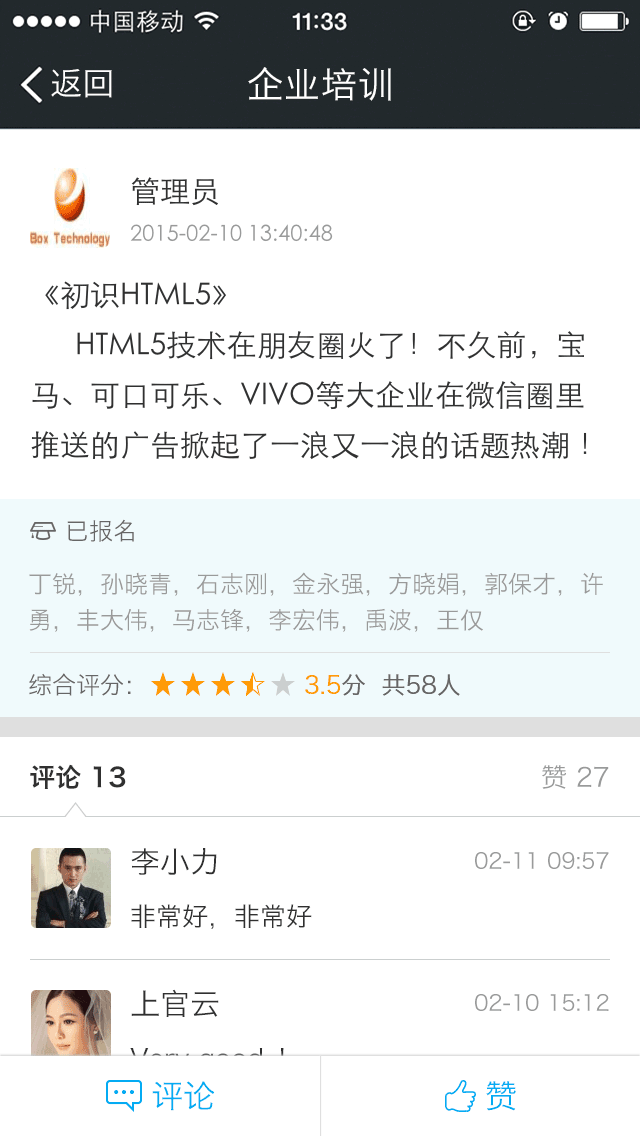 中国移动 11:33
返回 企业培训
Box Technology
管理员
2015-02-10 13:40:48
《初识HTML5》
HTML5技术在朋友圈火了！不久前，宝
马、可口可乐、VIVO等大企业在微信圈里
推送的广告掀起了一浪又一浪的话题热潮！
已报名
丁锐，孙晓青，石志刚，金永强，方晓娟，郭保才，许
勇，丰大伟，马志锋，李宏伟，禹波，王仅
综合评分： 3.5分 共58人
评论 13 赞 27
李小力 02-11 09:57
非常好，非常好
上官云 02-10 15:12
Very good！
评论 赞